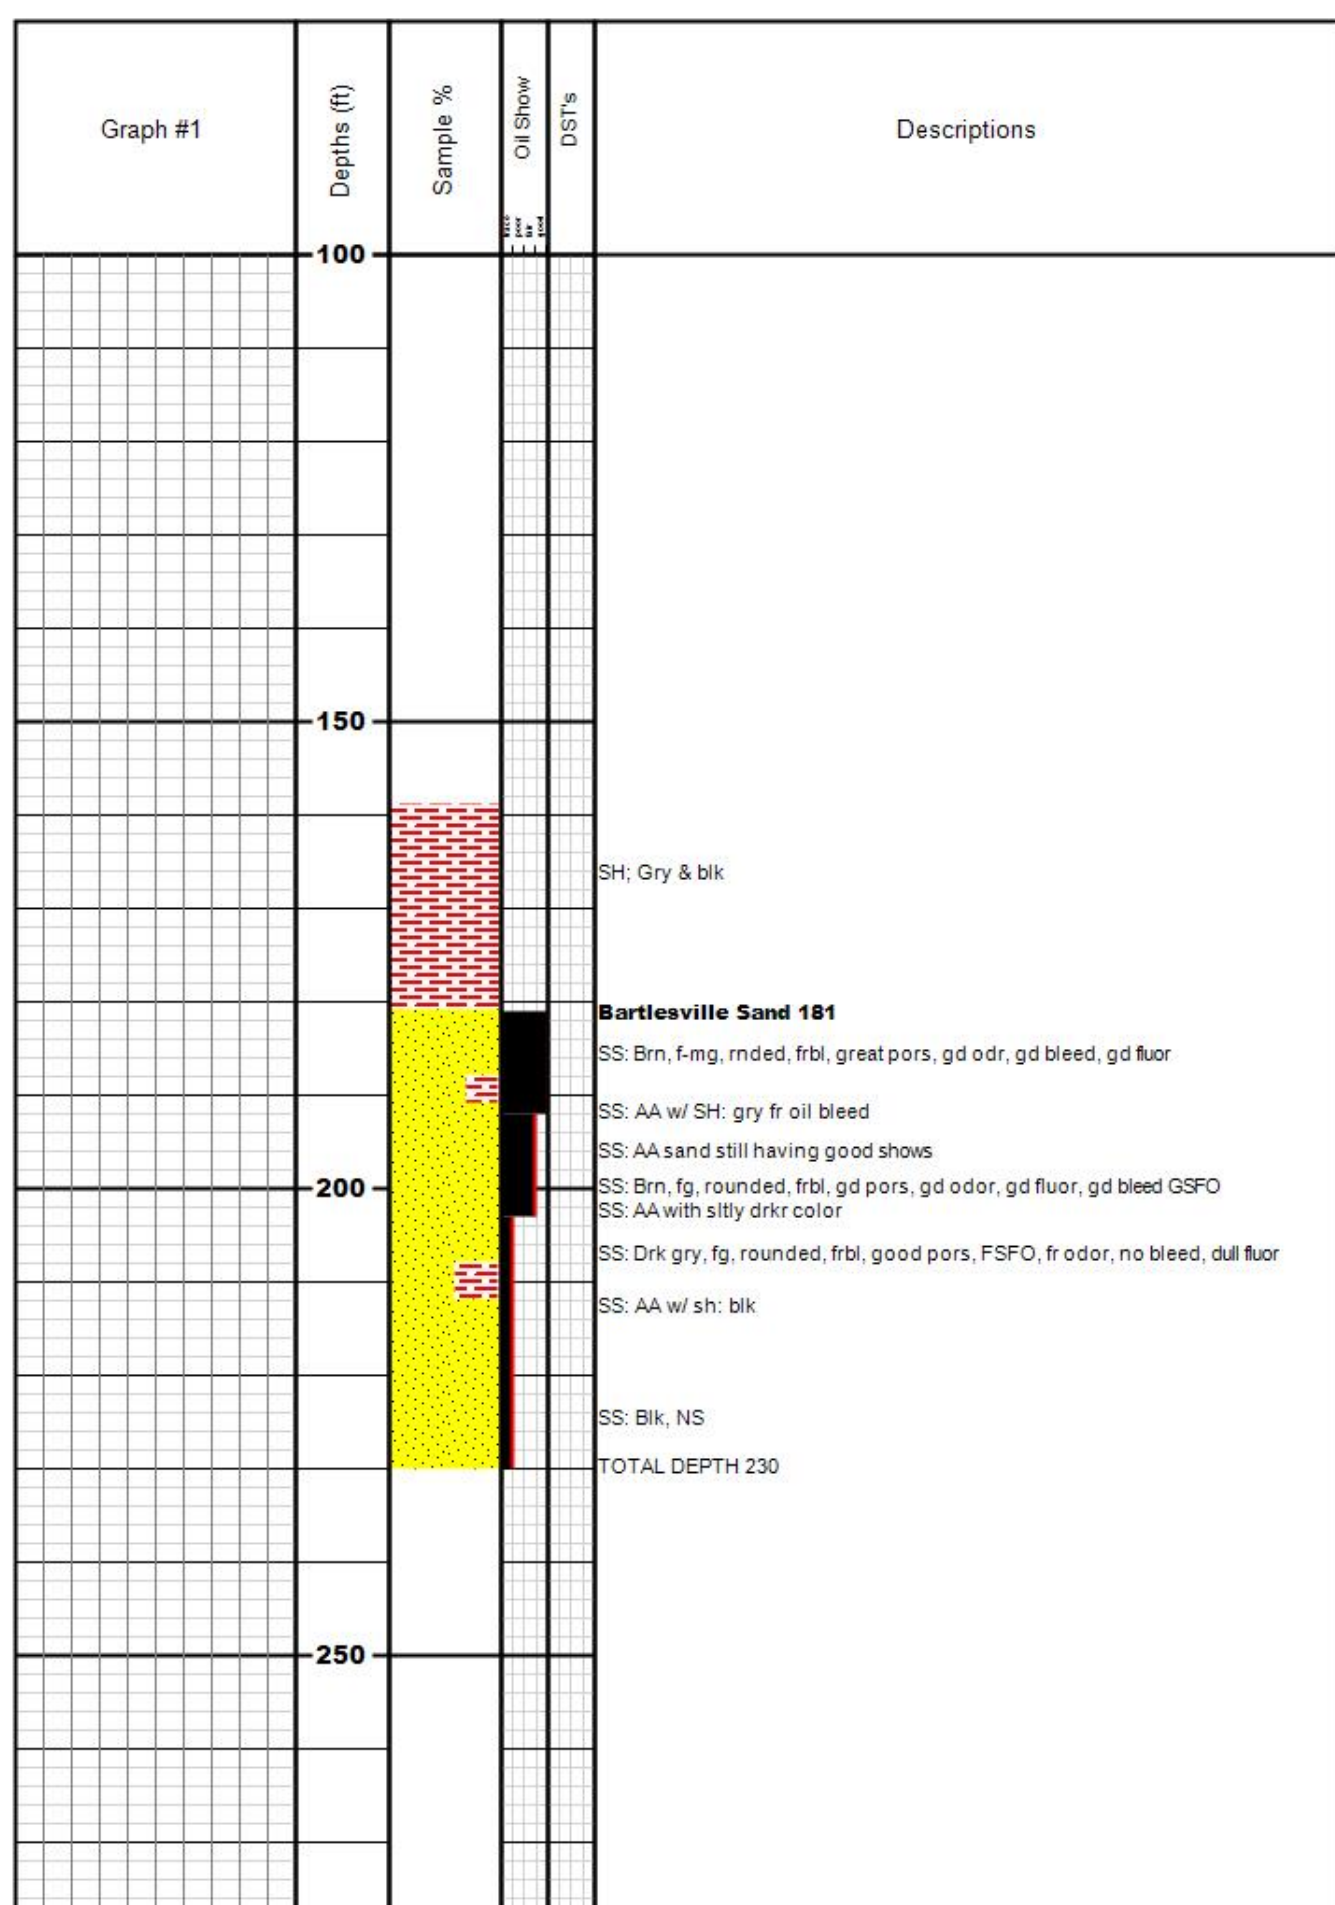 Graph #1
Depths (ft)
Sample %
Oil Show
DST's
Descriptions
poor
fair
good
100
150
SH; Gry & blk
Bartlesville Sand 181
SS: Brn, f-mg, rnded, frbl, great pors, gd odr, gd bleed, gd fluor
SS: AA w/ SH: gry fr oil bleed
SS: AA sand still having good shows
200
SS: Brn, fg, rounded, frbl, gd pors, gd odor, gd fluor, gd bleed GSFO
SS: AA with sltly drkr color
SS: Drk gry, fg, rounded, frbl, good pors, FSFO, fr odor, no bleed, dull fluor
SS: AA w/ sh: blk
SS: Blk, NS
TOTAL DEPTH 230
250